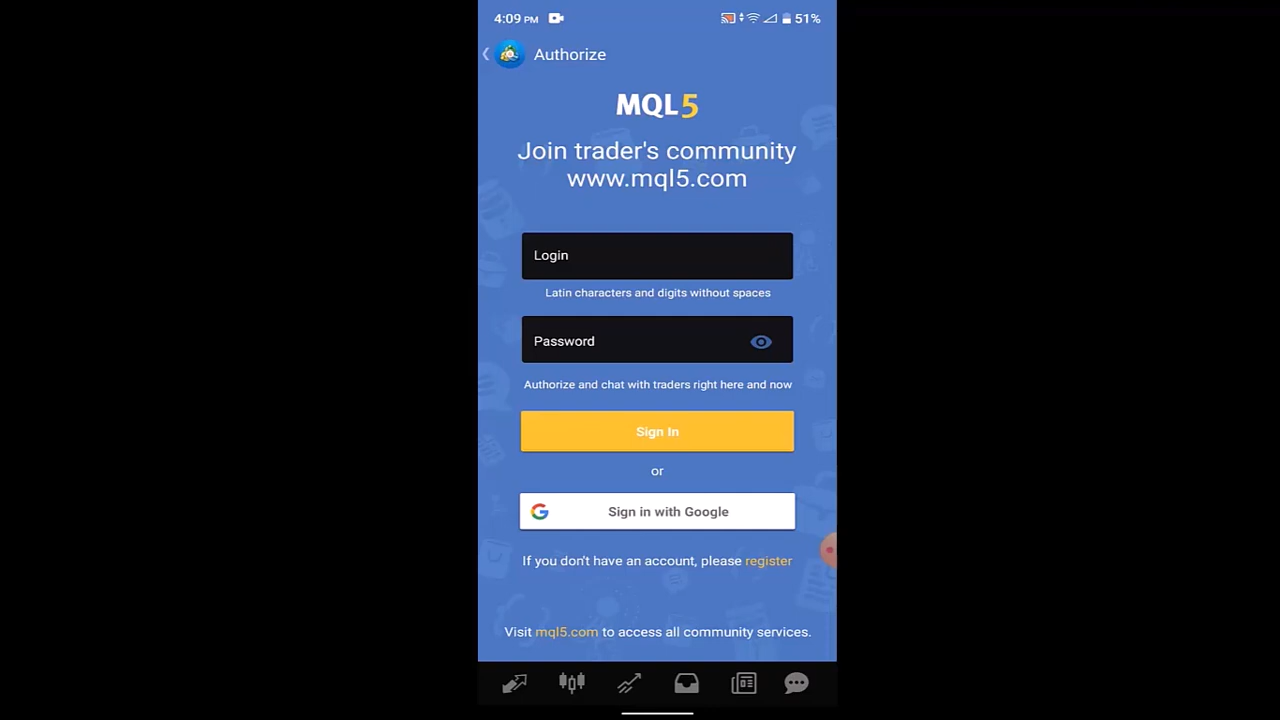 4:09 PM
51%
Authorize
MQL5
Join trader's community
www.mql5.com
Login
Latin characters and digits without spaces
Password
Authorize and chat with traders right here and now
Sign In
or
Sign in with Google
If you don't have an account, please register
Visit mql5.com to access all community services.